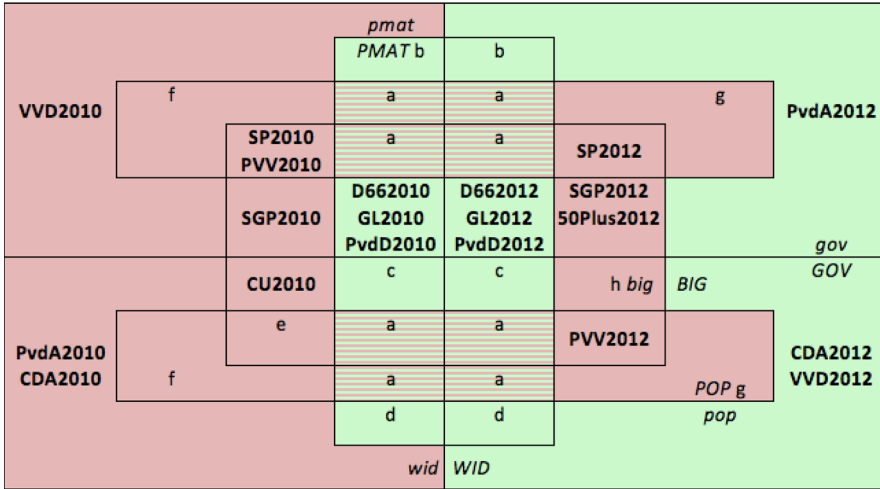 pmat
PMAT b b
f a a g
VVD2010 PvdA2012
SP2010 a a SP2012
PVV2010
D662010 D662012 SGP2012
SGP2010 GL2010 GL2012 50Plus2012
PvdD2010 PvdD2012
gov
GOV
CU2010 c c h big BIG
e a a PVV2012
PvdA2010 CDA2012
CDA2010 VVD2012
f a a POP g
d d pop
wid WID